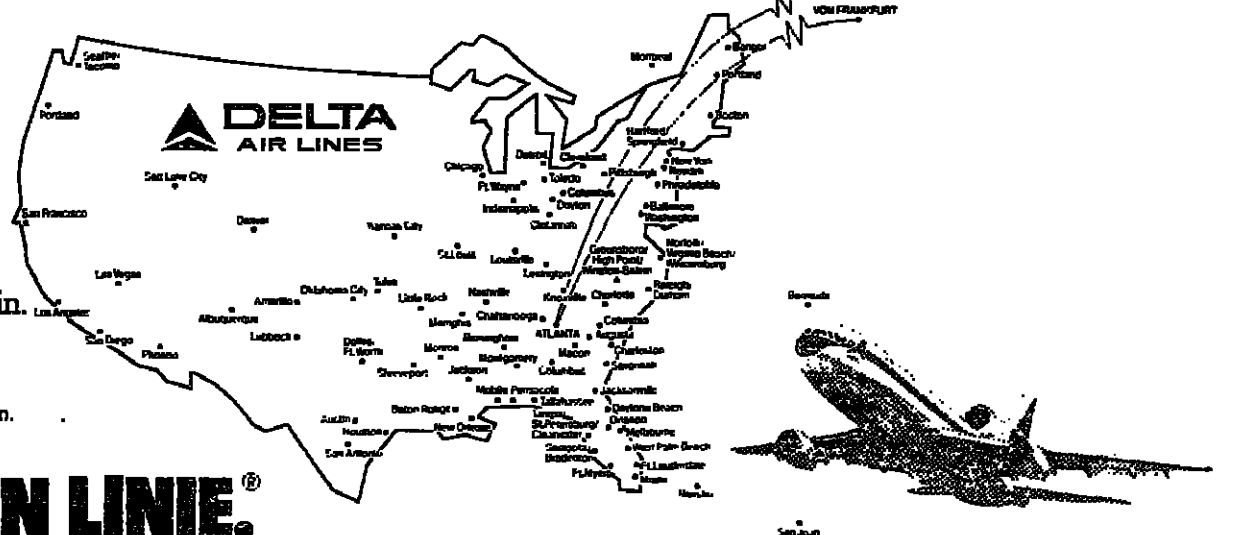 VON FRANKFURT
Bangor
Montreal
Portland
Seattle/
Tacoma
Portland
DELTA
AIR LINES
Boston
Hartford/
Springfield
Detroit
Cleveland
New York
Newark
Chicago
Toledo
Pittsburgh
Philadelphia
Ft. Wayne
Salt Lake City
Columbus
Dayton
Indianapolis
Baltimore
Washington
Cincinnati
San Francisco
Denver
Kansas City
St. Louis
Louisville
Lexington
Greensboro/
High Point/
Winston-Salem
Norfolk/
Virginia Beach/
Williamsburg
Las Vegas
Tulsa
Oklahoma City
Amarillo
Little Rock
Nashville
Knoxville
Charlotte
Raleigh
Durham
Bermuda
in.
Los Angeles
Albuquerque
Memphis
Chattanooga
Columbia
ATLANTA
Augusta
San Diego
Lubbock
Dallas,
Ft. Worth
Monroe
Birmingham
Macon
Charleston
Phoenix
Montgomery
Columbus
Savannah
Shreveport
Jackson
Mobile
Pensacola
Jacksonville
Tallahassee
n.
Baton Rouge
Daytona Beach
Austin
Houston
New Orleans
Tampa/
St. Petersburg/
Clearwater
Orlando
Melbourne
San Antonio
Sarasota
Bradenton
West Palm Beach
Ft. Myers
Ft. Lauderdale
Miami
N LINIE.®
San Juan